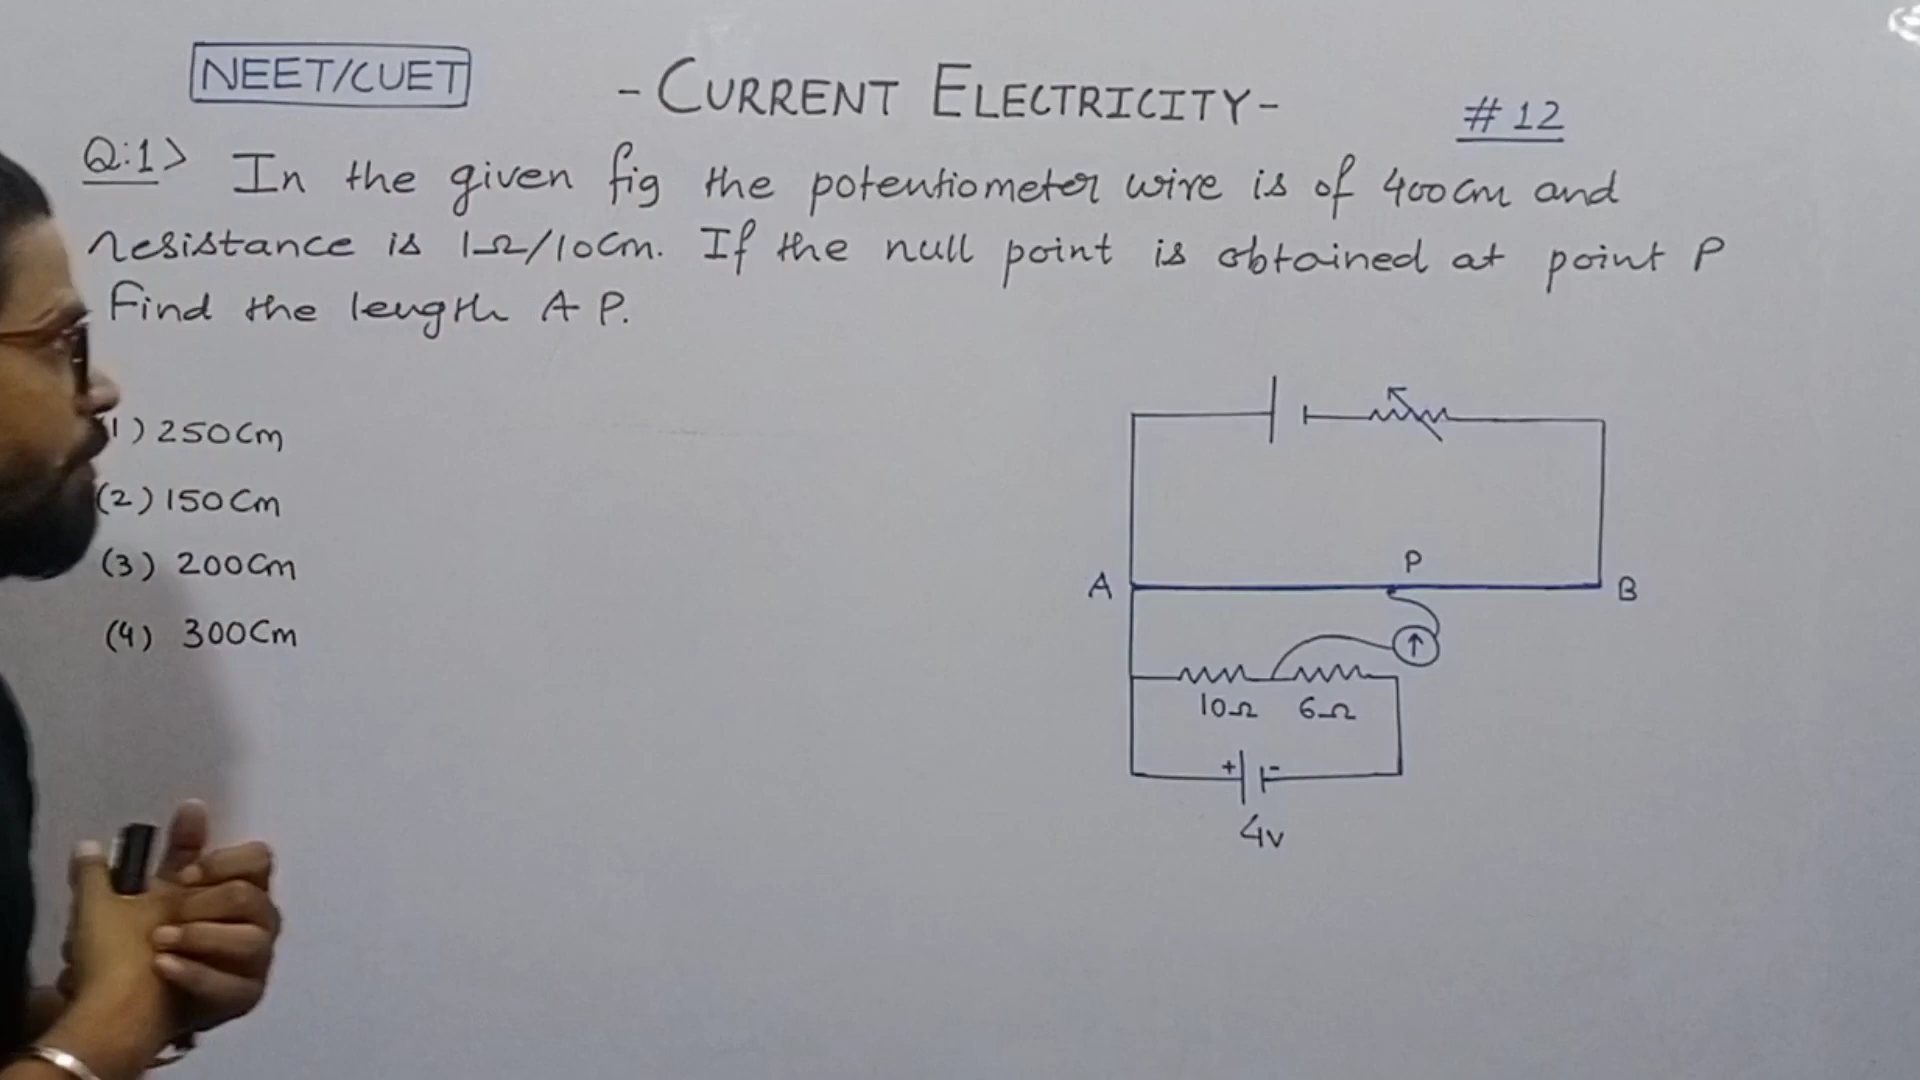 NEET/CUET
- CURRENT ELECTRICITY -
# 12
Q:1> In the given fig the potentiometer wire is of 400cm and
resistance is 1Ω/10cm. If the null point is obtained at point P
Find the length AP.
1) 250cm
(2) 150cm
(3) 200cm
(4) 300cm
P
A
B
10Ω 6Ω
+ -
4v